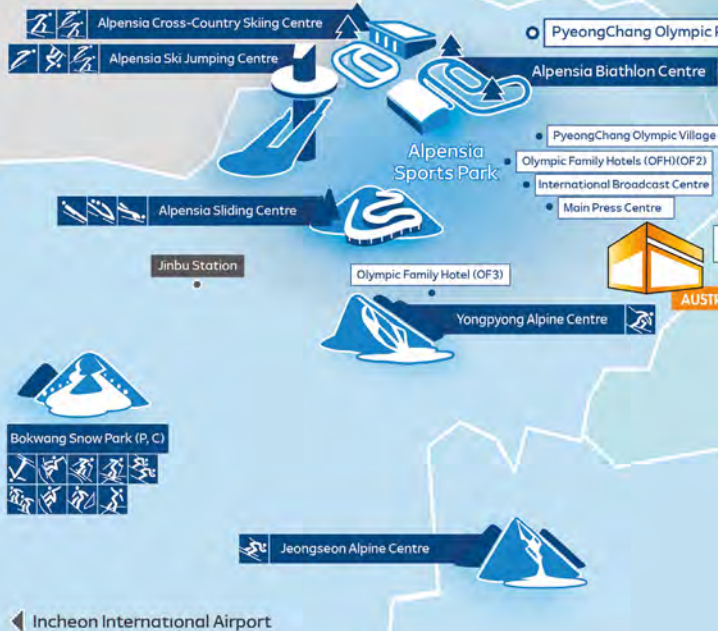 Alpensia Cross-Country Skiing Centre
PyeongChang Olympic
Alpensia Ski Jumping Centre
Alpensia Biathlon Centre
PyeongChang Olympic Village
Alpensia
Sports Park
Olympic Family Hotels (OFH)(OF2)
International Broadcast Centre
Main Press Centre
Alpensia Sliding Centre
Jinbu Station
Olympic Family Hotel (OF3)
AUSTR
Yongpyong Alpine Centre
Bokwang Snow Park (P, C)
Jeongseon Alpine Centre
Incheon International Airport